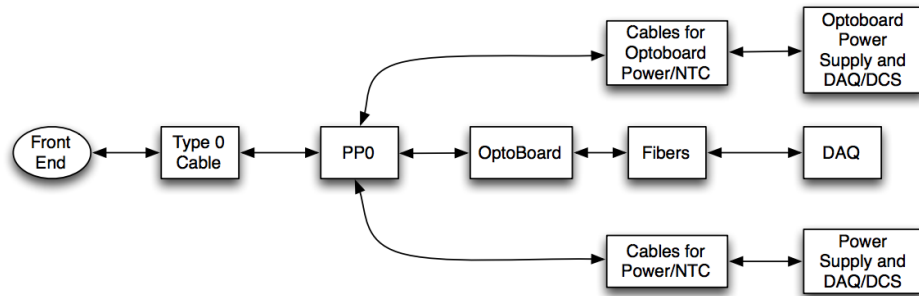 Cables for
Optoboard
Power/NTC
Optoboard
Power
Supply and
DAQ/DCS
Front
End
Type 0
Cable
PP0
OptoBoard
Fibers
DAQ
Cables for
Power/NTC
Power
Supply and
DAQ/DCS